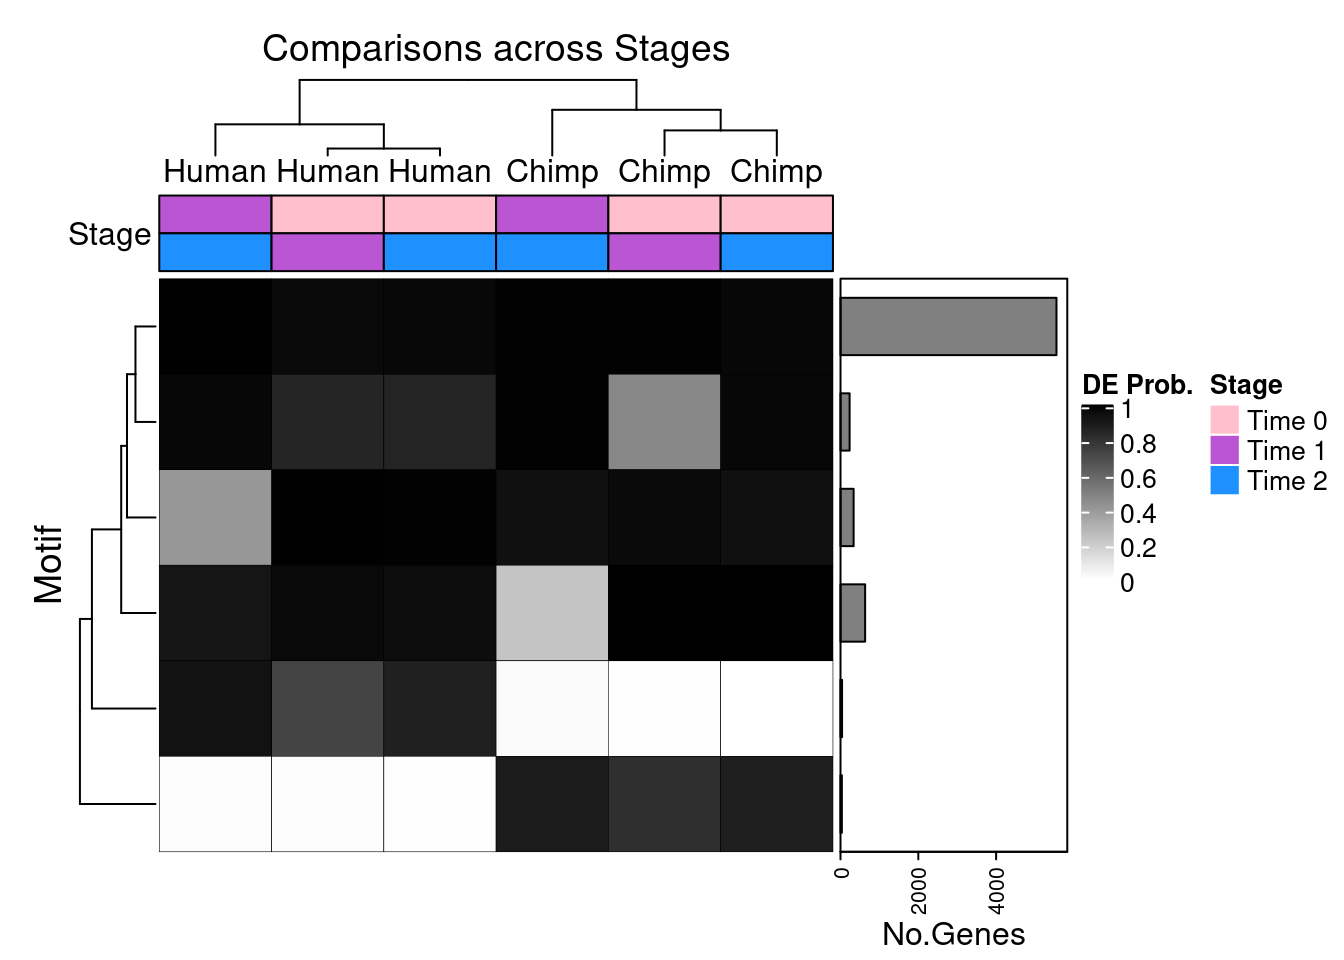 Comparisons across Stages
Human Human Human Chimp Chimp Chimp
Stage
Motif
DE Prob.
1
0.8
0.6
0.4
0.2
0
Stage
Time 0
Time 1
Time 2
0 2000 4000
No.Genes